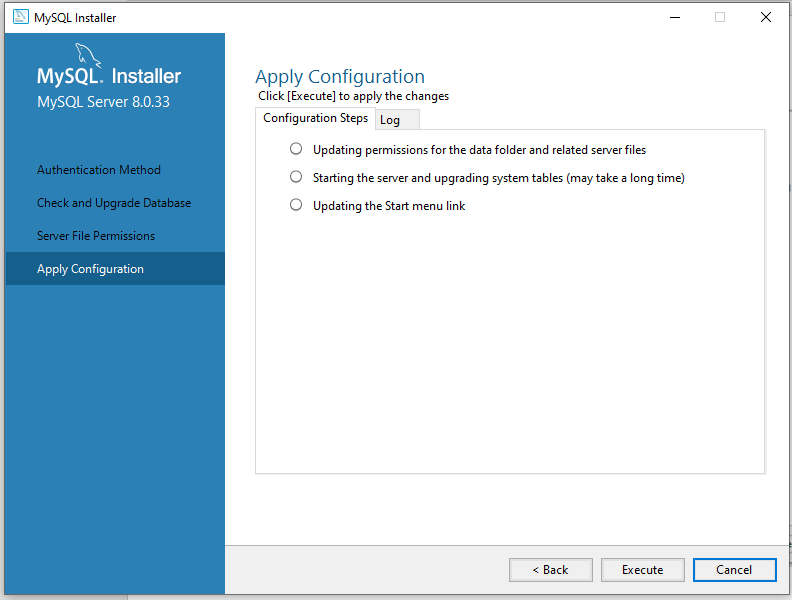 MySQL Installer
MySQL. Installer
MySQL Server 8.0.33
Authentication Method
Check and Upgrade Database
Server File Permissions
Apply Configuration
Apply Configuration
Click [Execute] to apply the changes
Configuration Steps
Log
Updating permissions for the data folder and related server files
Starting the server and upgrading system tables (may take a long time)
Updating the Start menu link
< Back
Execute
Cancel